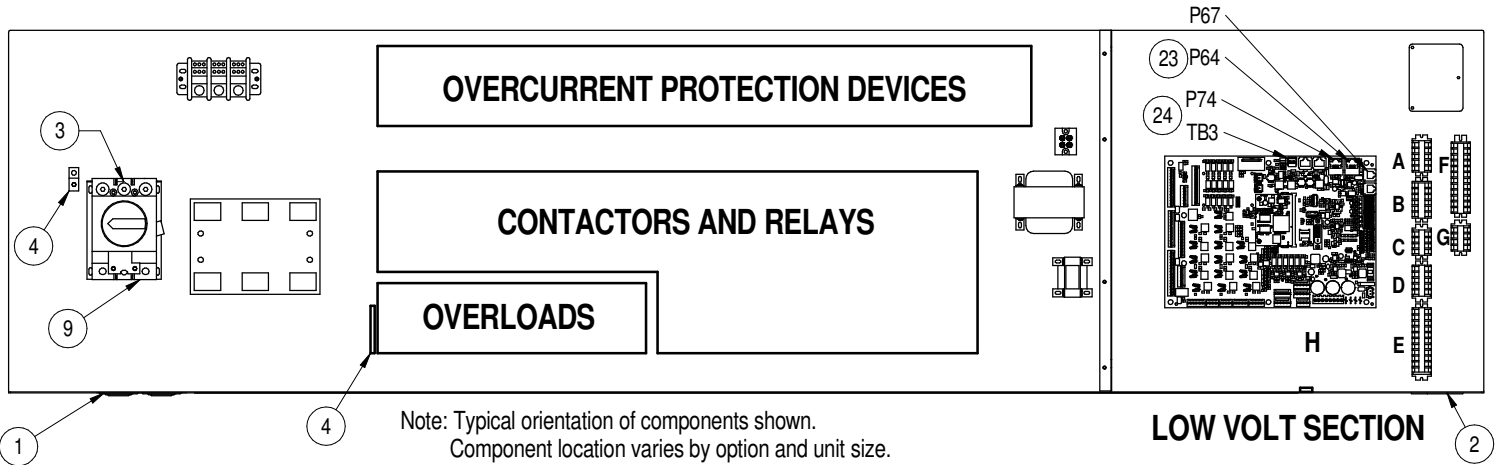 P67
23 P64
24 P74
TB3
OVERCURRENT PROTECTION DEVICES
3
4
9
CONTACTORS AND RELAYS
OVERLOADS
A
F
B
G
C
D
E
H
1
4
Note: Typical orientation of components shown.
Component location varies by option and unit size.
LOW VOLT SECTION
2